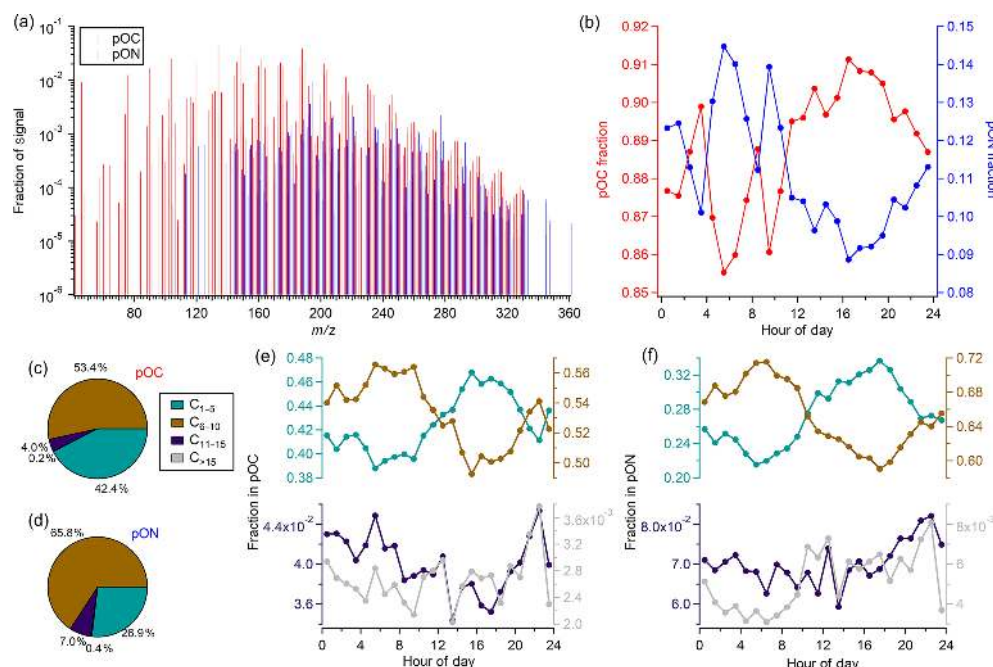 (a)
pOC
pON
Fraction of signal
10⁻¹
10⁻²
10⁻³
10⁻⁴
10⁻⁵
10⁻⁶
120
160
200
240
280
320
360
m/z
(b)
pOC fraction
0.92
0.91
0.90
0.89
0.88
0.87
0.86
0.85
0.15
0.14
0.13
0.12
0.11
0.10
0.09
0.08
pON fraction
0 4 8 12 16 20 24
Hour of day
(c)
53.4%
pOC
4.0%
0.2%
42.4%
C₁₋₅
C₆₋₁₀
C₁₁₋₁₅
C>₁₅
(d)
65.8%
pON
7.0%
0.4%
26.9%
(e)
Fraction in pOC
0.48
0.46
0.44
0.42
0.40
0.38
0.56
0.54
0.52
0.50
4.4x10⁻²
4.0
3.6
3.6x10⁻³
3.2
2.8
2.4
2.0
0 4 8 12 16 20 24
Hour of day
(f)
Fraction in pON
0.32
0.28
0.24
0.20
0.72
0.68
0.64
0.60
8.0x10⁻²
7.0
6.0
8x10⁻³
6
4
0 4 8 12 16 20 24
Hour of day